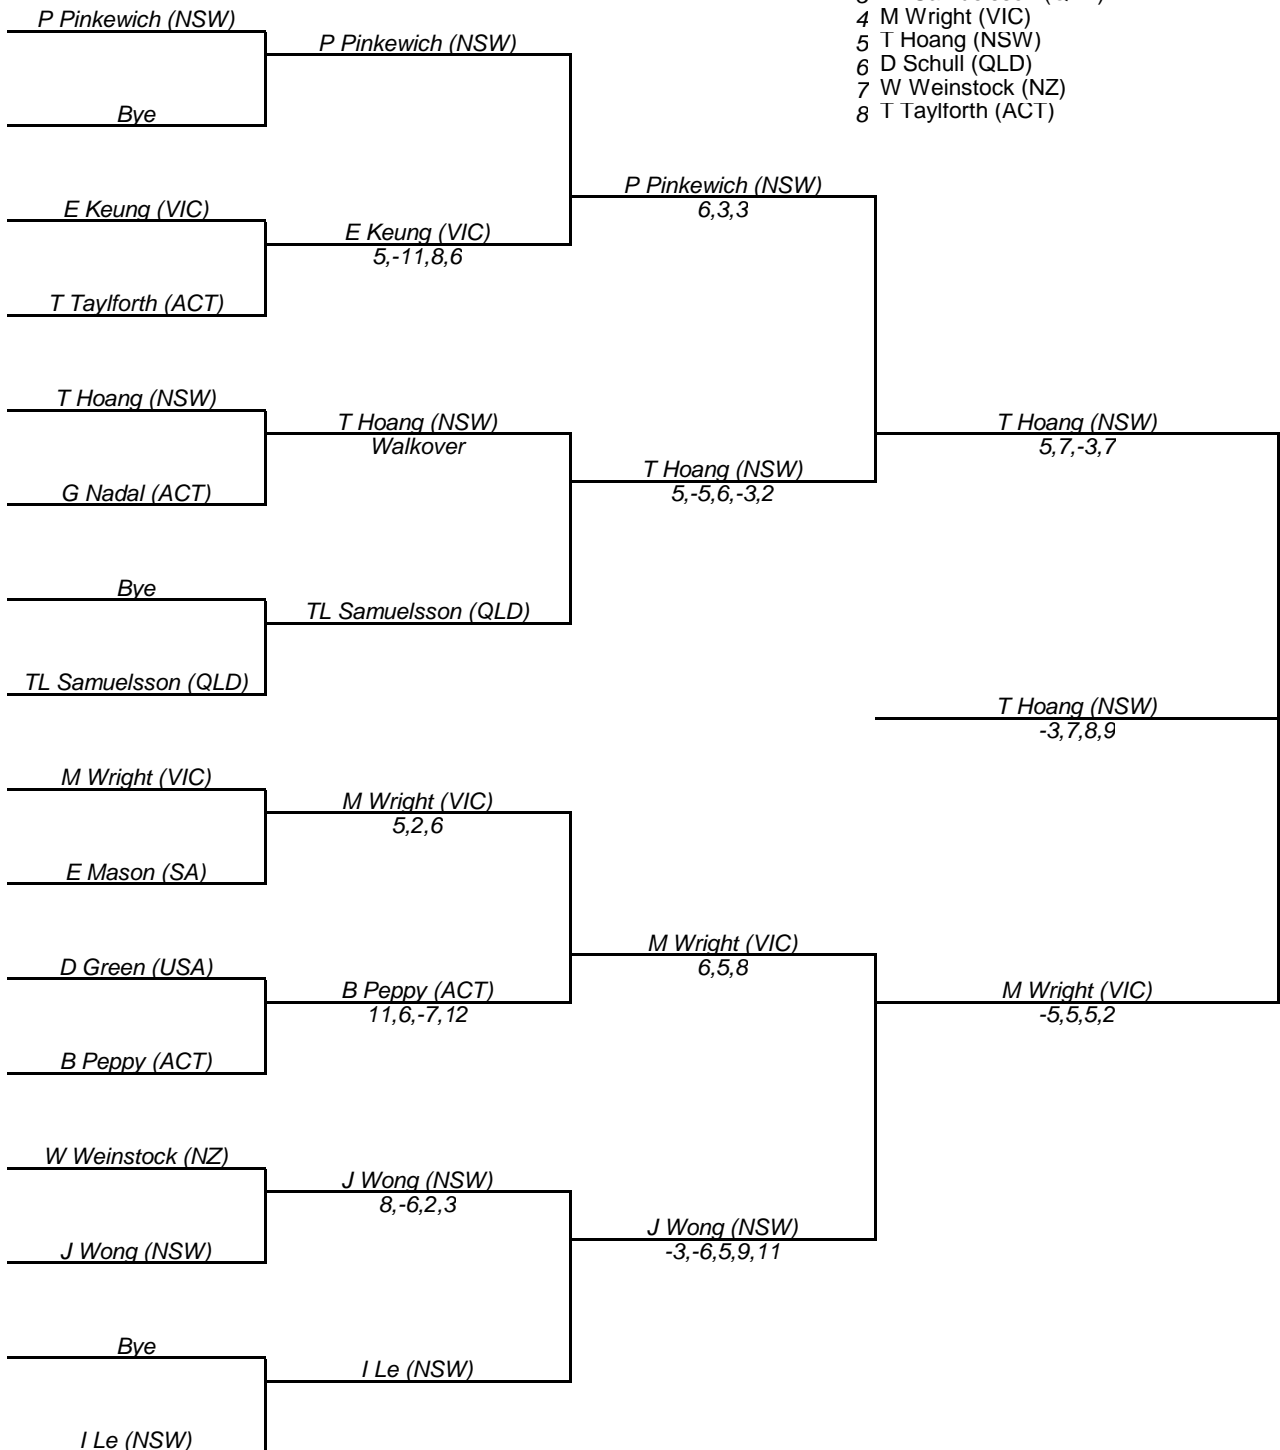 4 M Wright (VIC)
5 T Hoang (NSW)
6 D Schull (QLD)
7 W Weinstock (NZ)
8 T Taylforth (ACT)
P Pinkewich (NSW)
Bye
E Keung (VIC)
T Taylforth (ACT)
T Hoang (NSW)
G Nadal (ACT)
Bye
TL Samuelsson (QLD)
M Wright (VIC)
E Mason (SA)
D Green (USA)
B Peppy (ACT)
W Weinstock (NZ)
J Wong (NSW)
Bye
I Le (NSW)
P Pinkewich (NSW)
E Keung (VIC)
5,-11,8,6
T Hoang (NSW)
Walkover
TL Samuelsson (QLD)
M Wright (VIC)
5,2,6
B Peppy (ACT)
11,6,-7,12
J Wong (NSW)
8,-6,2,3
I Le (NSW)
P Pinkewich (NSW)
6,3,3
T Hoang (NSW)
5,-5,6,-3,2
M Wright (VIC)
6,5,8
J Wong (NSW)
-3,-6,5,9,11
T Hoang (NSW)
5,7,-3,7
T Hoang (NSW)
-3,7,8,9
M Wright (VIC)
-5,5,5,2